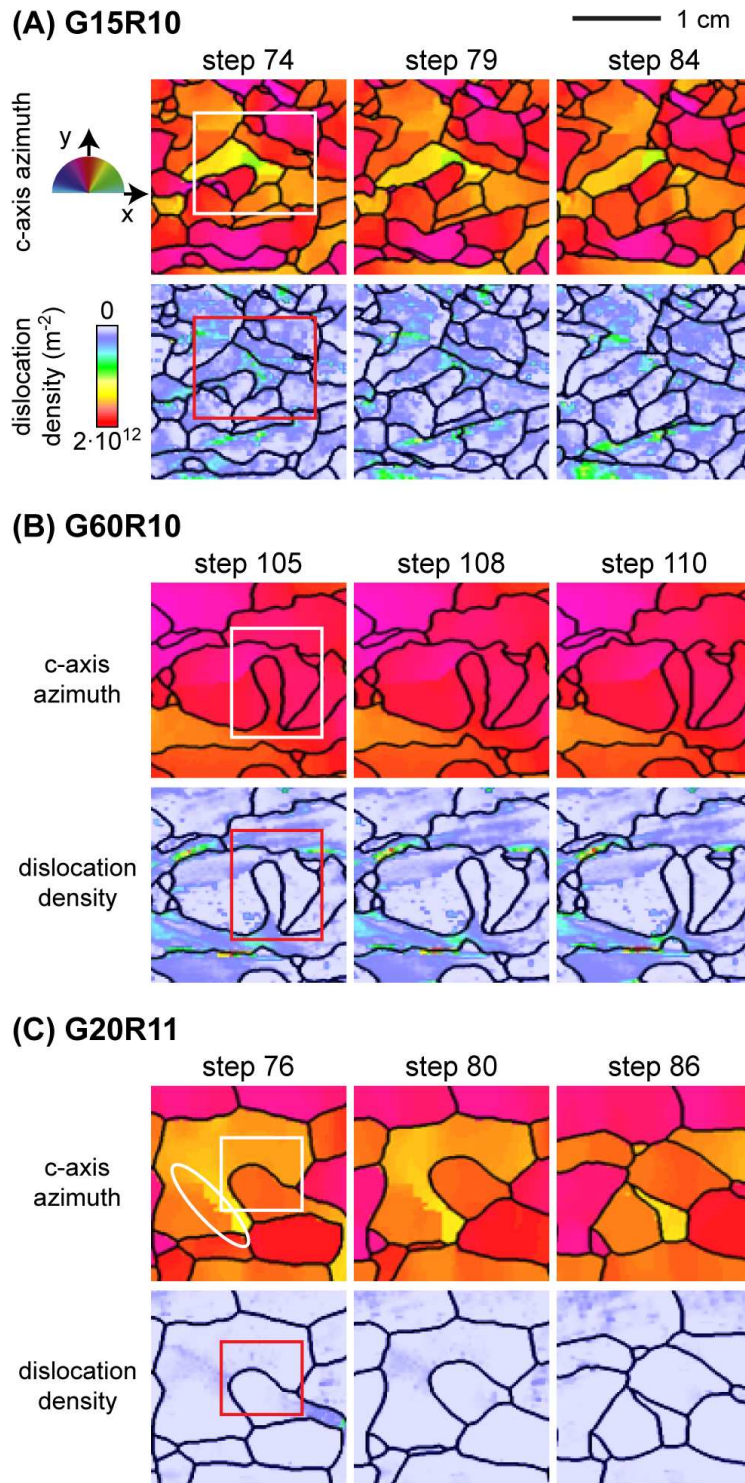 (A) G15R10
1 cm
step 74 step 79 step 84
c-axis azimuth
y
x
dislocation
density (m⁻²)
0
2·10¹²
(B) G60R10
step 105 step 108 step 110
c-axis
azimuth
dislocation
density
(C) G20R11
step 76 step 80 step 86
c-axis
azimuth
dislocation
density